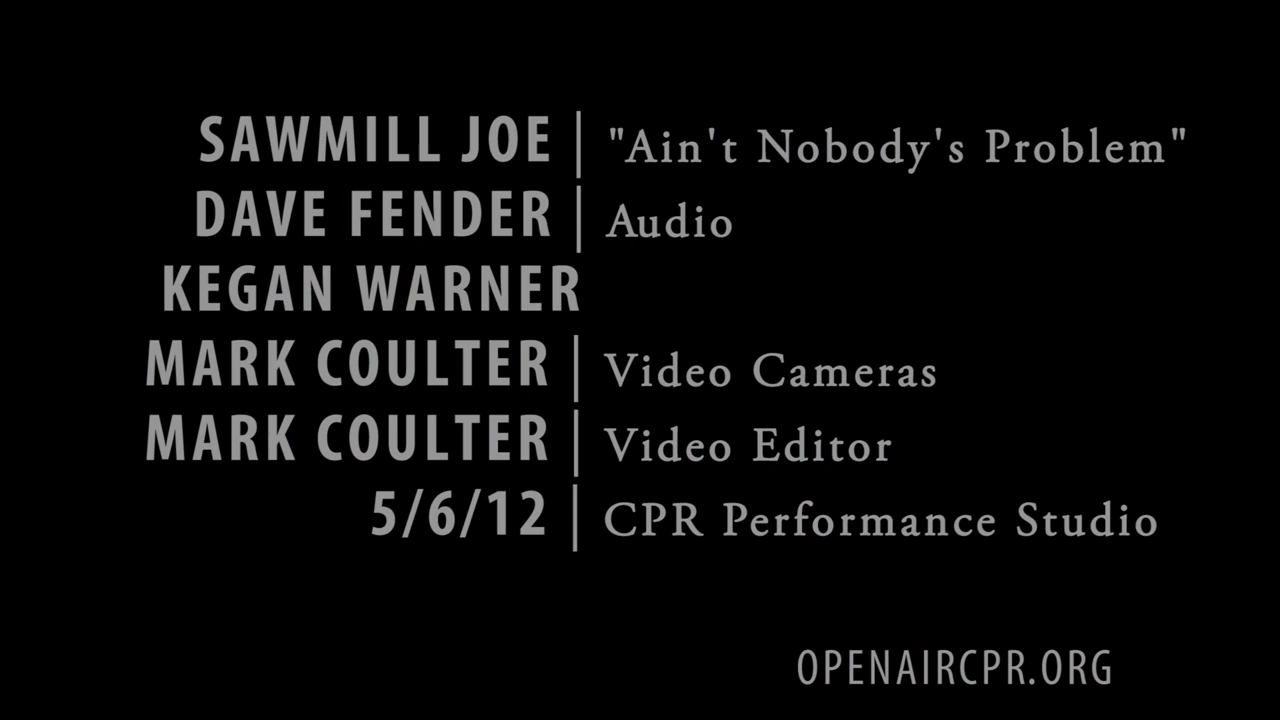 SAWMILL JOE | "Ain't Nobody's Problem"
DAVE FENDER | Audio
KEGAN WARNER
MARK COULTER | Video Cameras
MARK COULTER | Video Editor
5/6/12 | CPR Performance Studio
OPENAIRCPR.ORG